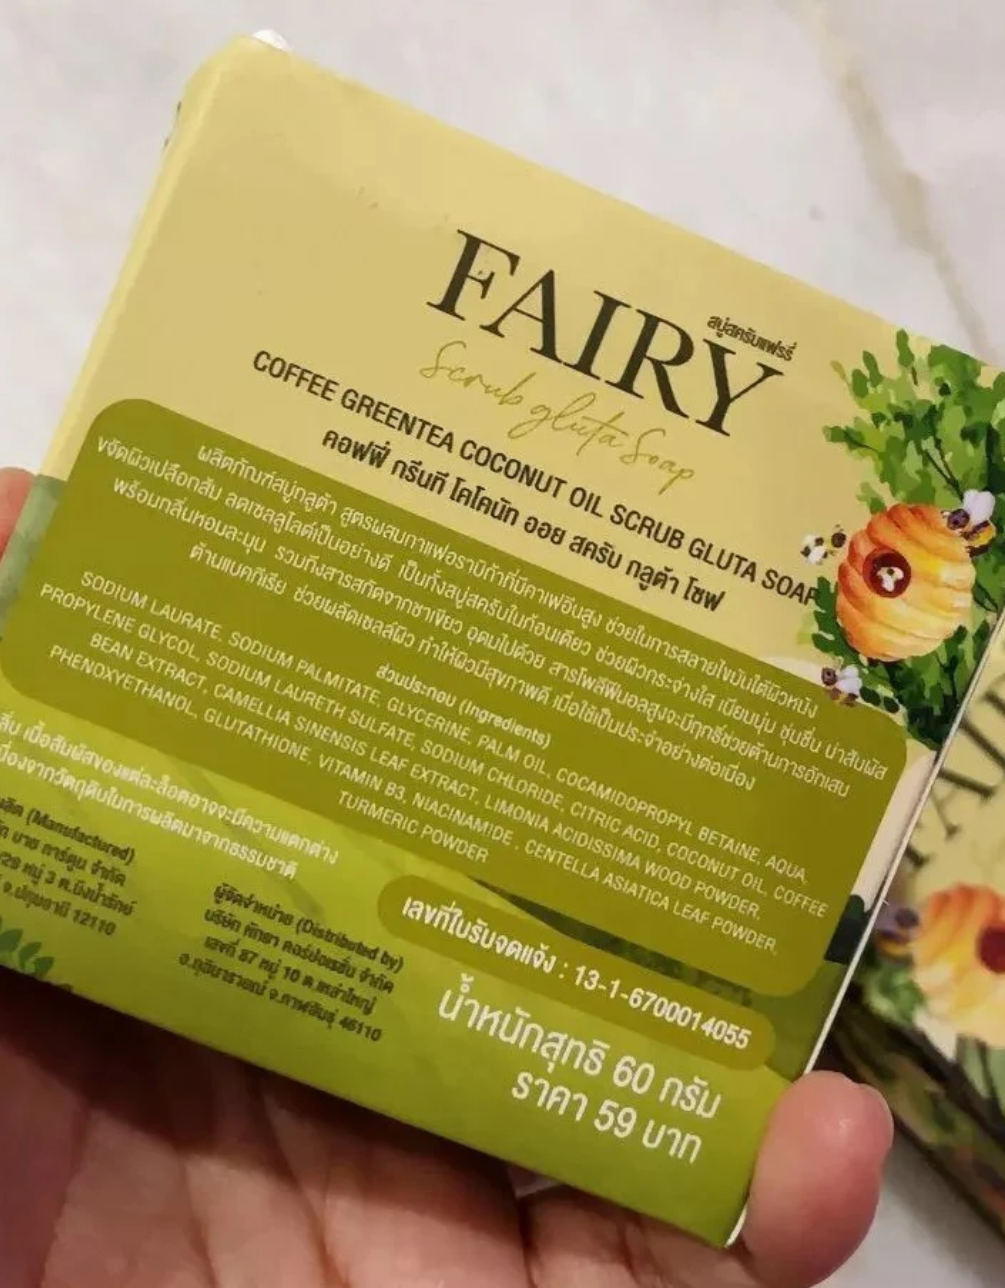 FAIRY
สบู่สครับแฟรรี่
Scrub gluta Soap
COFFEE GREENTEA COCONUT OIL SCRUB GLUTA SOAP
คอฟฟี่ กรีนที โคโคนัท ออย สครับ กลูต้า โซฟ
ผลิตภัณฑ์สบู่กลูต้า สูตรผสมกาแฟอราบิก้าที่มีคาเฟอีนสูง ช่วยในการสลายไขมันใต้ผิวหนัง
ขจัดผิวเปลือกส้ม ลดเซลลูไลต์เป็นอย่างดี เป็นทั้งสบู่สครับในก้อนเดียว ช่วยผิวกระจ่างใส เนียนนุ่ม ชุ่มชื่น น่าสัมผัส
พร้อมกลิ่นหอมละมุน รวมถึงสารสกัดจากชาเขียว อุดมไปด้วย สารโพลีฟีนอลสูงจะมีฤทธิ์ช่วยต้านการอักเสบ
ต้านแบคทีเรีย ช่วยผลัดเซลล์ผิว ทำให้ผิวมีสุขภาพดี เมื่อใช้เป็นประจำอย่างต่อเนื่อง
ส่วนประกอบ (Ingredients)
SODIUM LAURATE, SODIUM PALMITATE, GLYCERINE, PALM OIL, COCAMIDOPROPYL BETAINE, AQUA,
PROPYLENE GLYCOL, SODIUM LAURETH SULFATE, SODIUM CHLORIDE, CITRIC ACID, COCONUT OIL, COFFEE
BEAN EXTRACT, CAMELLIA SINENSIS LEAF EXTRACT, LIMONIA ACIDISSIMA WOOD POWDER,
PHENOXYETHANOL, GLUTATHIONE, VITAMIN B3, NIACINAMIDE , CENTELLA ASIATICA LEAF POWDER,
TURMERIC POWDER
เนื้อสัมผัสของแต่ละล็อตอาจจะมีความแตกต่าง
เนื่องจากวัตถุดิบในการผลิตมาจากธรรมชาติ
(Manufactured)
บาย การ์ตูน จำกัด
/29 หมู่ 3 ต.บึงน้ำรักษ์
จ.ปทุมธานี 12110
ผู้จัดจำหน่าย (Distributed by)
บริษัท ทักษา คอร์ปอเรชั่น จำกัด
เลขที่ 87 หมู่ 10 ต.เหล่าใหญ่
อ.กุฉินารายณ์ จ.กาฬสินธุ์ 46110
เลขที่ใบรับจดแจ้ง : 13-1-6700014055
น้ำหนักสุทธิ 60 กรัม
ราคา 59 บาท